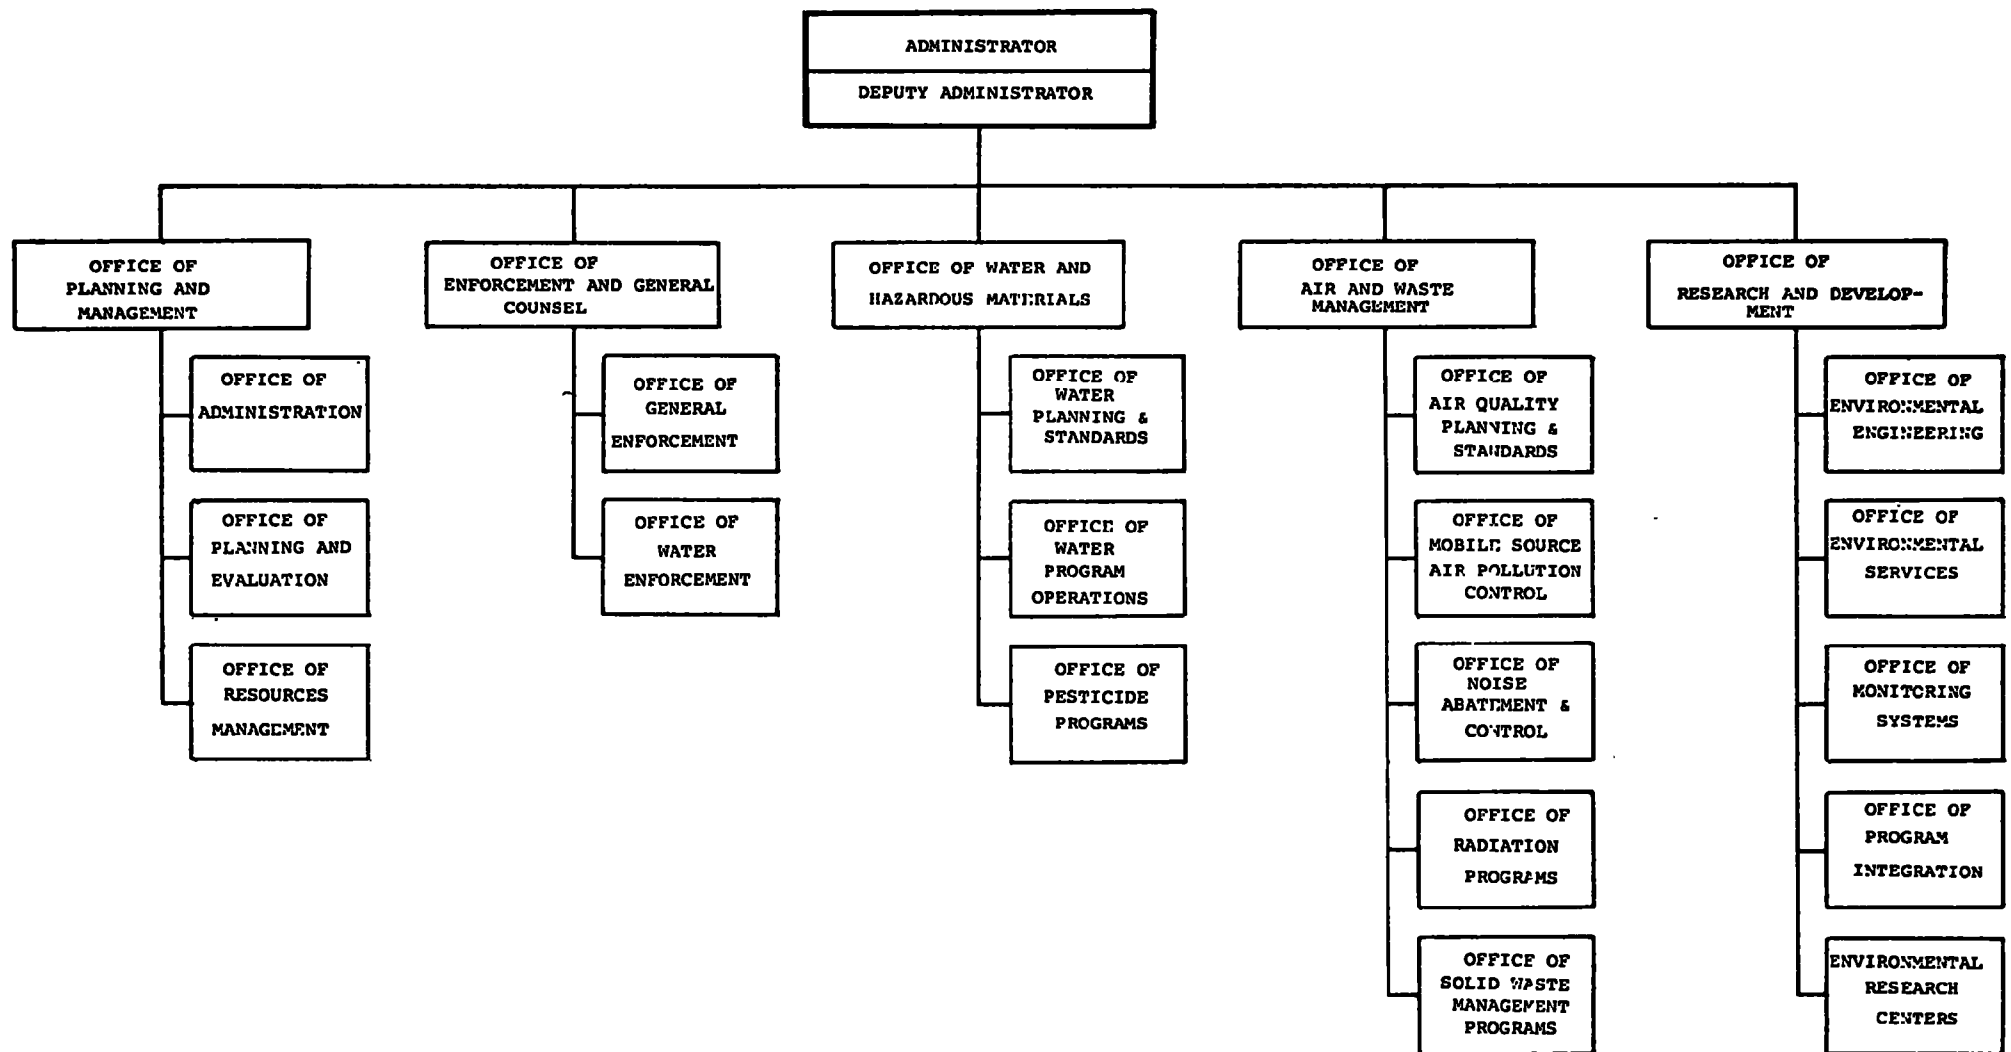 ADMINISTRATOR
DEPUTY ADMINISTRATOR
OFFICE OF
PLANNING AND
MANAGEMENT
OFFICE OF
ENFORCEMENT AND GENERAL
COUNSEL
OFFICE OF WATER AND
HAZARDOUS MATERIALS
OFFICE OF
AIR AND WASTE
MANAGEMENT
OFFICE OF
RESEARCH AND DEVELOP-
MENT
OFFICE OF
ADMINISTRATION
OFFICE OF
PLANNING AND
EVALUATION
OFFICE OF
RESOURCES
MANAGEMENT
OFFICE OF
GENERAL
ENFORCEMENT
OFFICE OF
WATER
ENFORCEMENT
OFFICE OF
WATER
PLANNING &
STANDARDS
OFFICE OF
WATER
PROGRAM
OPERATIONS
OFFICE OF
PESTICIDE
PROGRAMS
OFFICE OF
AIR QUALITY
PLANNING &
STANDARDS
OFFICE OF
MOBILE SOURCE
AIR POLLUTION
CONTROL
OFFICE OF
NOISE
ABATEMENT &
CONTROL
OFFICE OF
RADIATION
PROGRAMS
OFFICE OF
SOLID WASTE
MANAGEMENT
PROGRAMS
OFFICE OF
ENVIRONMENTAL
ENGINEERING
OFFICE OF
ENVIRONMENTAL
SERVICES
OFFICE OF
MONITORING
SYSTEMS
OFFICE OF
PROGRAM
INTEGRATION
ENVIRONMENTAL
RESEARCH
CENTERS